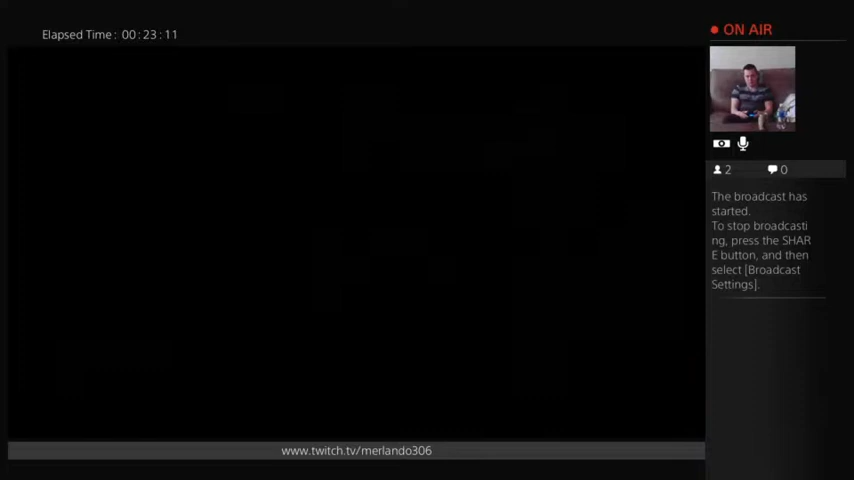 Elapsed Time : 00:23:11
ON AIR
2 0
The broadcast has
started.
To stop broadcasti
ng, press the SHAR
E button, and then
select [Broadcast
Settings].
www.twitch.tv/merlando306